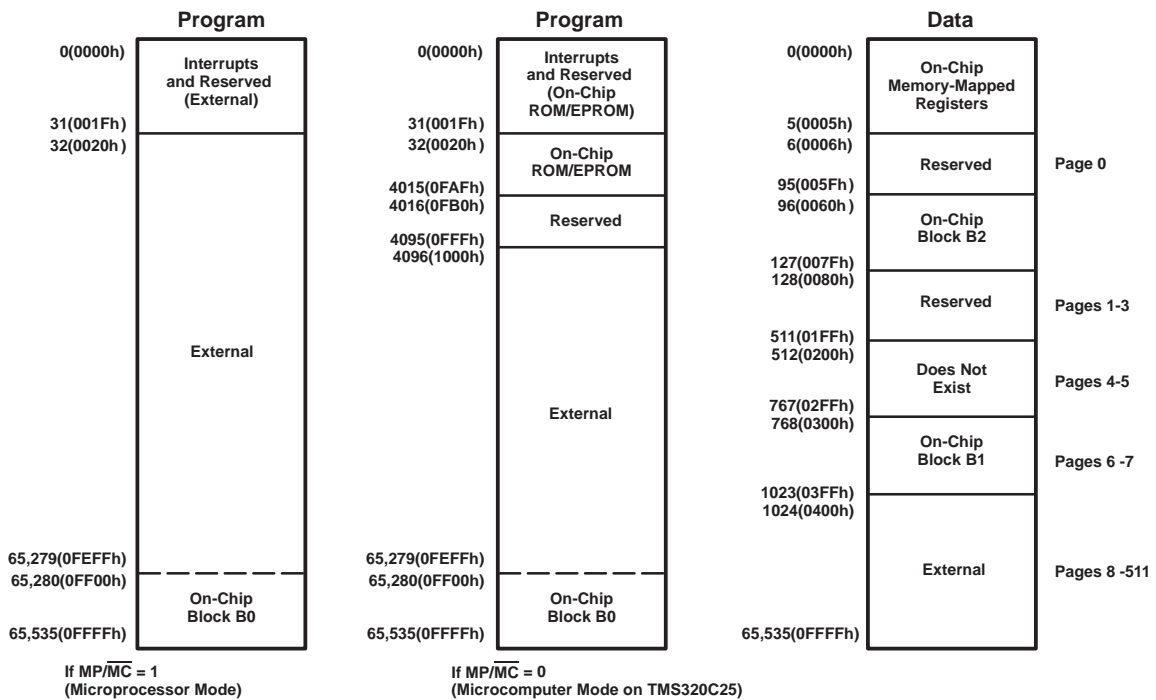 Program
0(0000h)
Interrupts
and Reserved
(External)
31(001Fh)
32(0020h)
External
65,279(0FEFFh)
65,280(0FF00h)
On-Chip
Block B0
65,535(0FFFFh)
If MP/M̅C̅ = 1
(Microprocessor Mode)
Program
0(0000h)
Interrupts
and Reserved
(On-Chip
ROM/EPROM)
31(001Fh)
32(0020h)
On-Chip
ROM/EPROM
4015(0FAFh)
4016(0FB0h)
Reserved
4095(0FFFh)
4096(1000h)
External
65,279(0FEFFh)
65,280(0FF00h)
On-Chip
Block B0
65,535(0FFFFh)
If MP/M̅C̅ = 0
(Microcomputer Mode on TMS320C25)
Data
0(0000h)
On-Chip
Memory-Mapped
Registers
5(0005h)
6(0006h)
Reserved
Page 0
95(005Fh)
96(0060h)
On-Chip
Block B2
127(007Fh)
128(0080h)
Reserved
Pages 1-3
511(01FFh)
512(0200h)
Does Not
Exist
Pages 4-5
767(02FFh)
768(0300h)
On-Chip
Block B1
Pages 6 -7
1023(03FFh)
1024(0400h)
External
Pages 8 -511
65,535(0FFFFh)